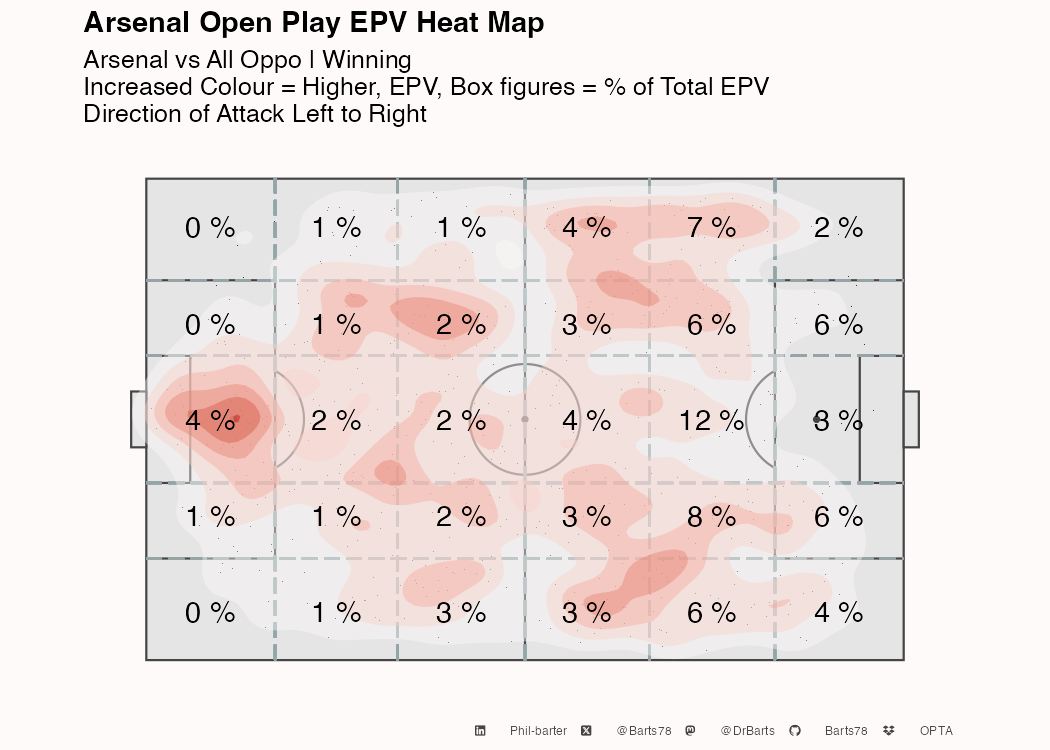 Arsenal Open Play EPV Heat Map
Arsenal vs All Oppo | Winning
Increased Colour = Higher, EPV, Box figures = % of Total EPV
Direction of Attack Left to Right
0 % 1 % 1 % 4 % 7 % 2 %
0 % 1 % 2 % 3 % 6 % 6 %
4 % 2 % 2 % 4 % 12 % 3 %
1 % 1 % 2 % 3 % 8 % 6 %
0 % 1 % 3 % 3 % 6 % 4 %
Phil-barter @Barts78 @DrBarts Barts78 OPTA